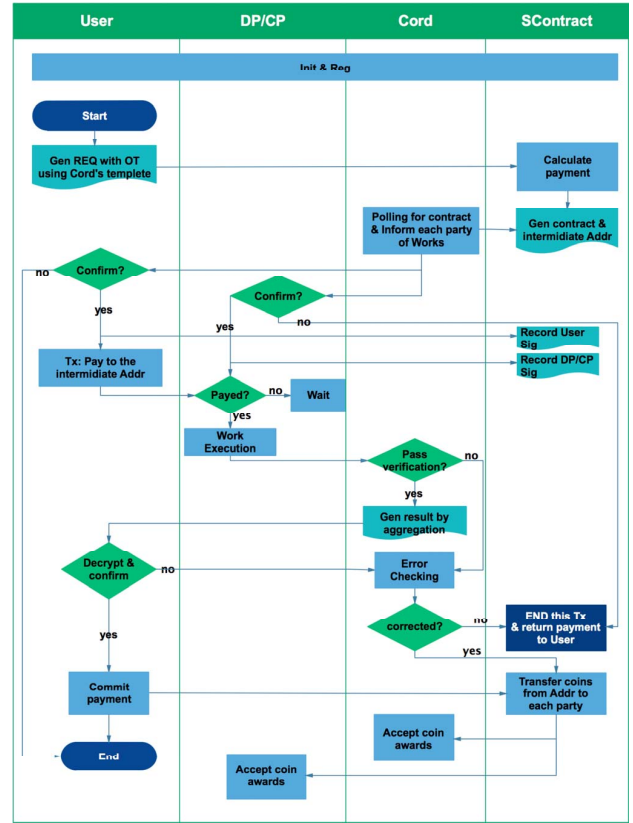 User DP/CP Cord SContract
Init & Reg
Start
Gen REQ with OT
using Cord's templete
Calculate
payment
Polling for contract
& Inform each party
of Works
Gen contract &
intermidiate Addr
no
Confirm?
Confirm?
yes
yes
no
Record User
Sig
Tx: Pay to the
intermidiate Addr
Record DP/CP
Sig
Payed?
no
Wait
yes
Work
Execution
Pass
verification?
no
yes
Gen result by
aggregation
Decrypt &
confirm
no
Error
Checking
corrected?
no
END this Tx
& return payment
to User
yes
yes
Commit
payment
Transfer coins
from Addr to
each party
Accept coin
awards
End
Accept coin
awards